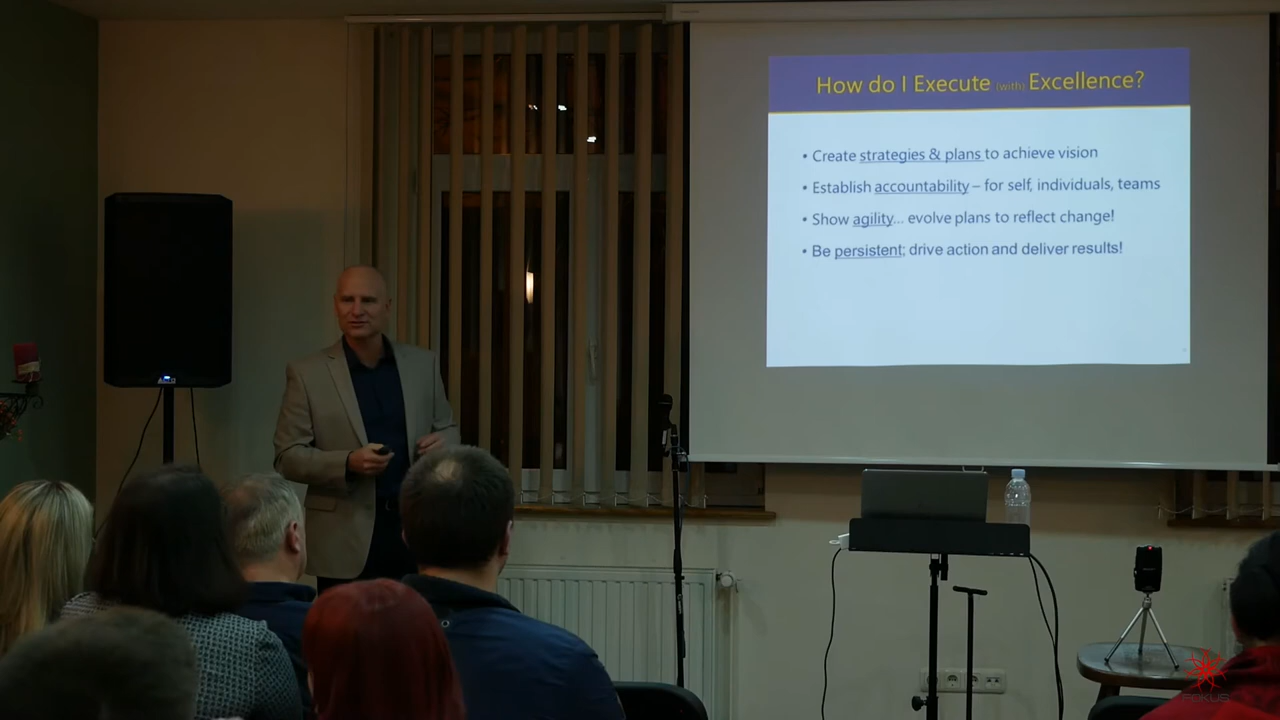 How do I Execute (with) Excellence?
• Create strategies & plans to achieve vision
• Establish accountability – for self, individuals, teams
• Show agility... evolve plans to reflect change!
• Be persistent; drive action and deliver results!
FOKUS